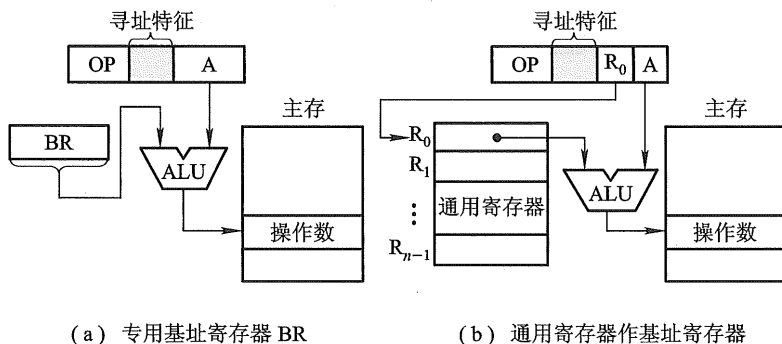 寻址特征
OP A
主存
BR
ALU
操作数
(a) 专用基址寄存器 BR
寻址特征
OP R₀ A
主存
R₀
R₁
ALU
通用寄存器
⋮
操作数
Rₙ₋₁
(b) 通用寄存器作基址寄存器